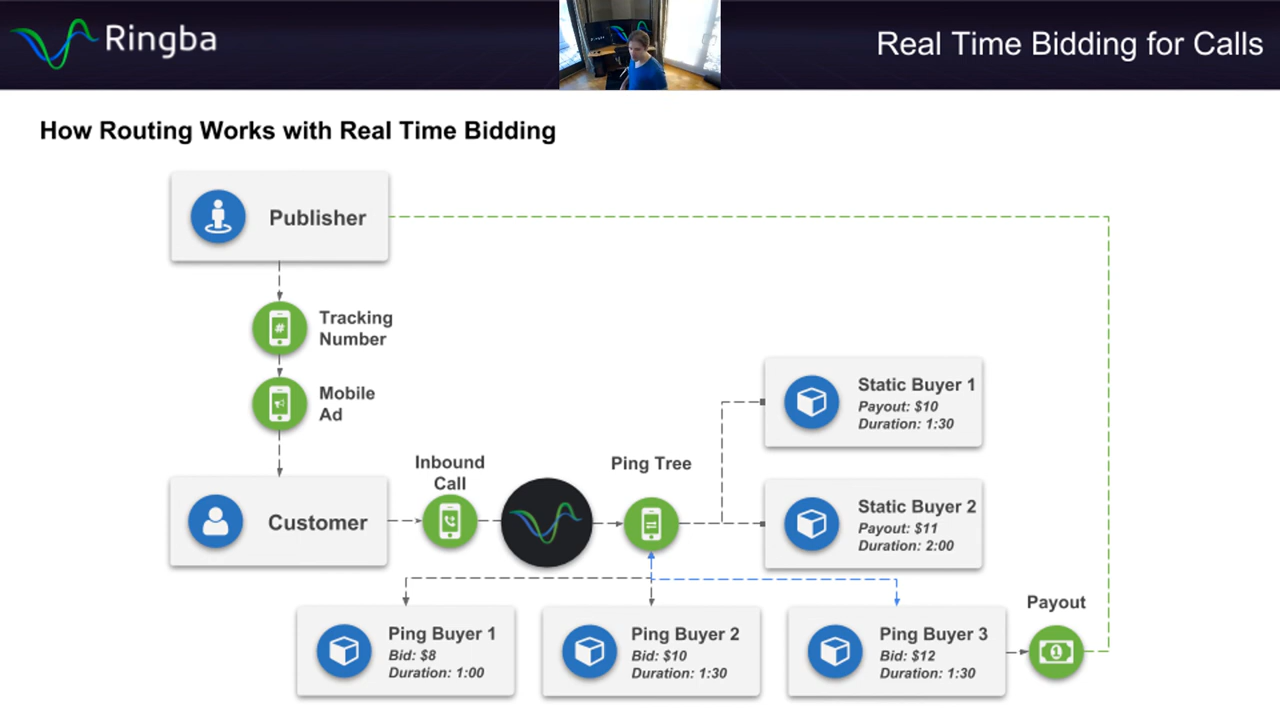 Ringba
Real Time Bidding for Calls
How Routing Works with Real Time Bidding
Publisher
#
Tracking
Number
Mobile
Ad
Customer
Inbound
Call
Ping Tree
Static Buyer 1
Payout: $10
Duration: 1:30
Static Buyer 2
Payout: $11
Duration: 2:00
Ping Buyer 1
Bid: $8
Duration: 1:00
Ping Buyer 2
Bid: $10
Duration: 1:30
Ping Buyer 3
Bid: $12
Duration: 1:30
Payout
1